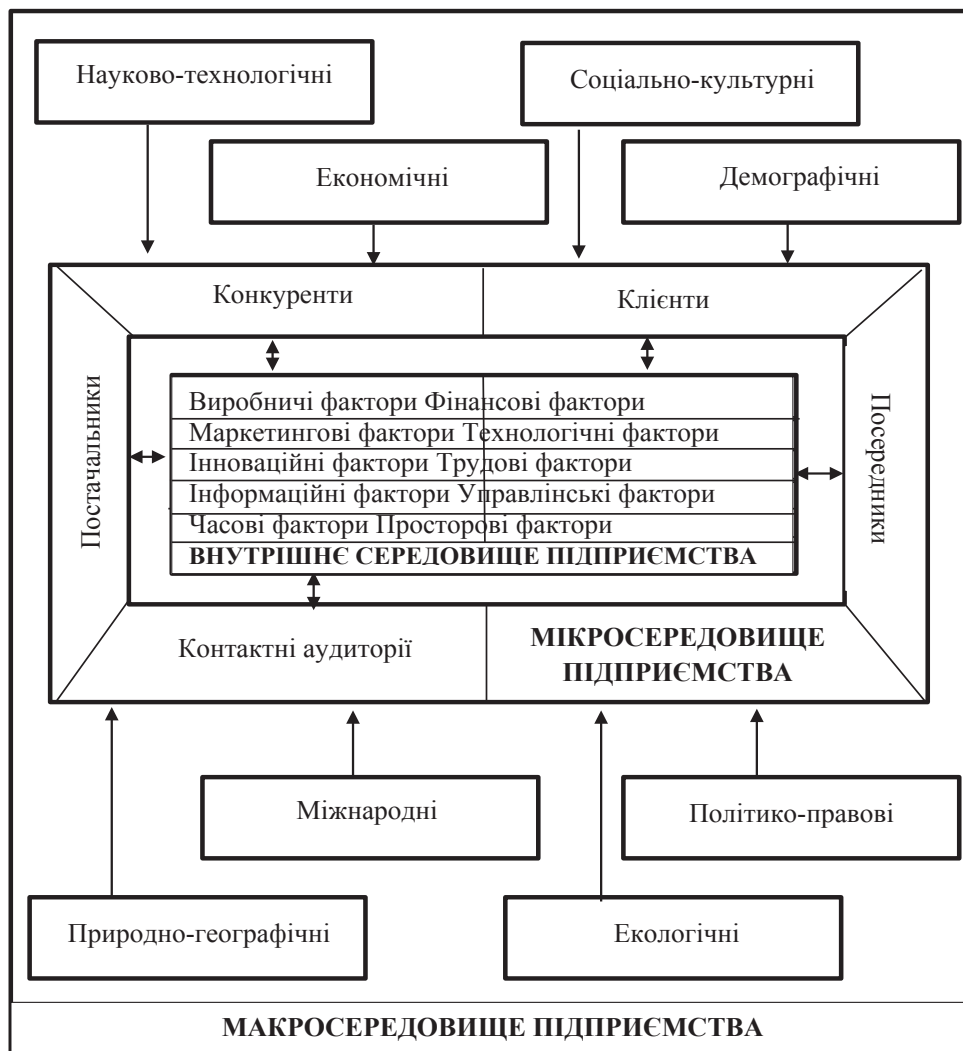 Науково-технологічні
Соціально-культурні
Економічні
Демографічні
Конкуренти
Клієнти
Постачальники
Виробничі фактори Фінансові фактори
Маркетингові фактори Технологічні фактори
Інноваційні фактори Трудові фактори
Інформаційні фактори Управлінські фактори
Часові фактори Просторові фактори
ВНУТРІШНЄ СЕРЕДОВИЩЕ ПІДПРИЄМСТВА
Посередники
Контактні аудиторії
МІКРОСЕРЕДОВИЩЕ
ПІДПРИЄМСТВА
Міжнародні
Політико-правові
Природно-географічні
Екологічні
МАКРОСЕРЕДОВИЩЕ ПІДПРИЄМСТВА